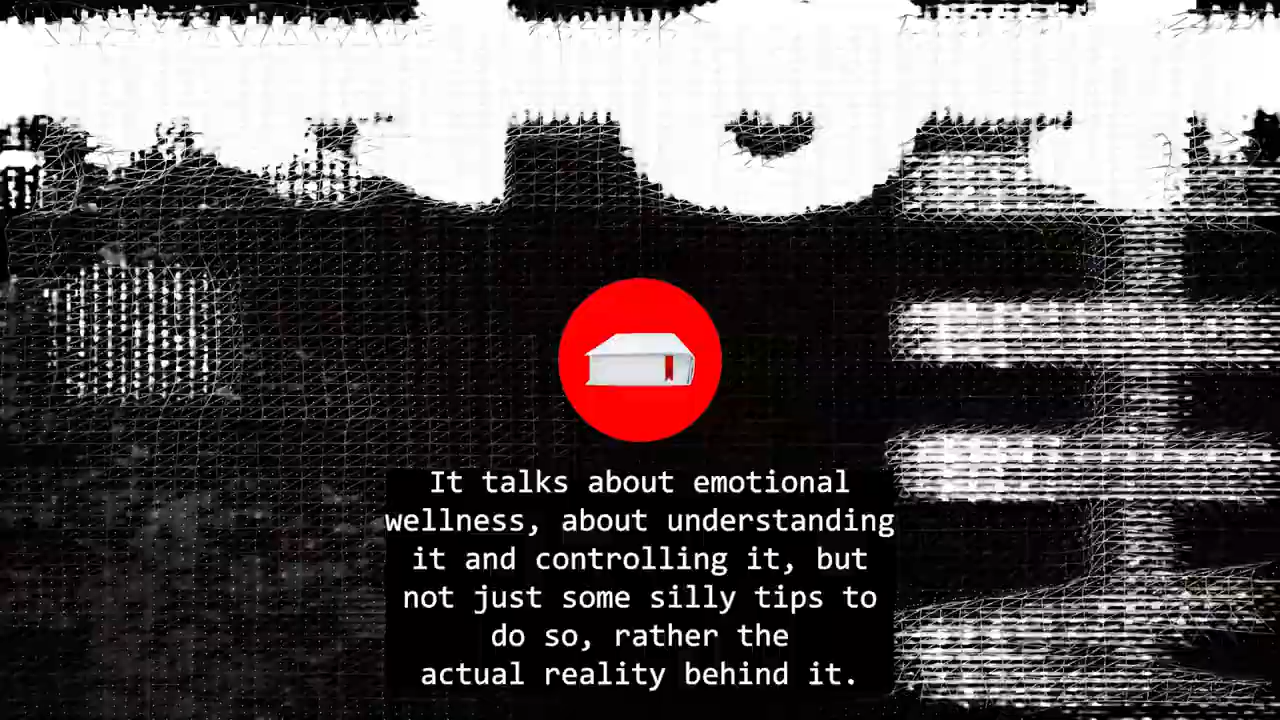 It talks about emotional
wellness, about understanding
it and controlling it, but
not just some silly tips to
do so, rather the
actual reality behind it.